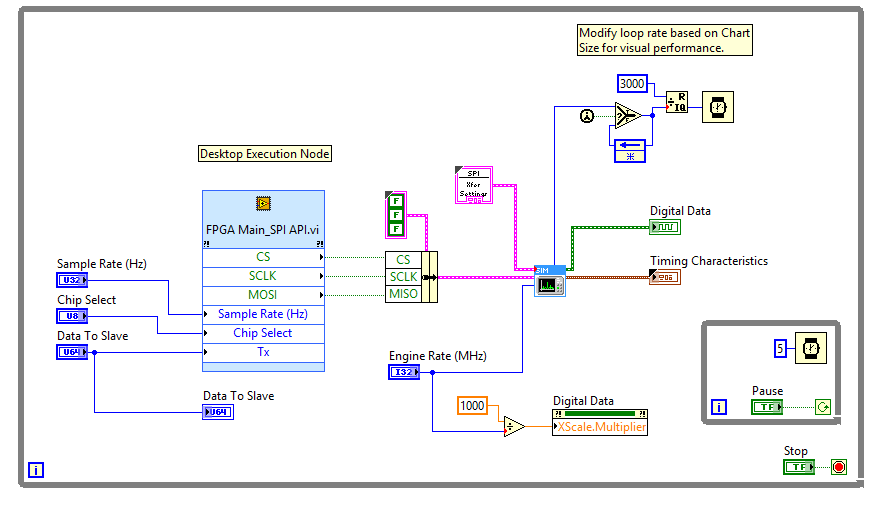 Modify loop rate based on Chart
Size for visual performance.
3000
R
IQ
Desktop Execution Node
SPI
Xfer
Settings
FPGA Main_SPI API.vi
F
F
F
Digital Data
CS
CS
Sample Rate (Hz)
SCLK
SCLK
SIM
Timing Characteristics
U32
MOSI
MISO
Chip Select
Sample Rate (Hz)
U8
Chip Select
Data To Slave
U64
Tx
5
Engine Rate (MHz)
I32
Pause
TF
i
Data To Slave
U64
1000
Digital Data
XScale.Multiplier
Stop
TF
i